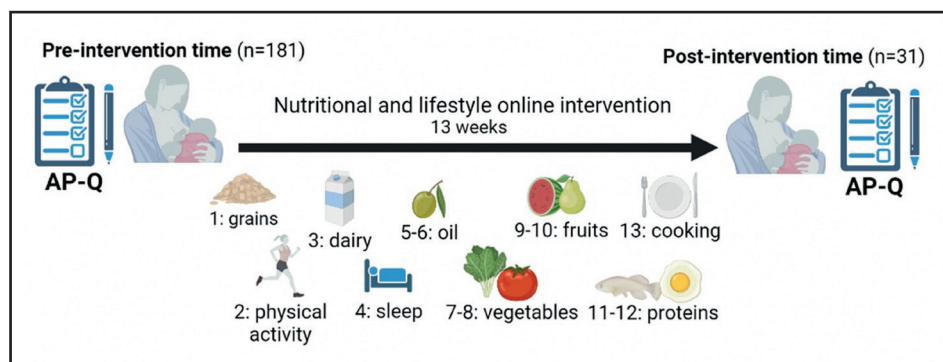 Pre-intervention time (n=181)
Post-intervention time (n=31)
Nutritional and lifestyle online intervention
13 weeks
AP-Q
AP-Q
1: grains
3: dairy
5-6: oil
9-10: fruits
13: cooking
2: physical
activity
4: sleep
7-8: vegetables
11-12: proteins